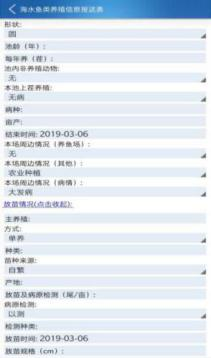 海水鱼类养殖信息报送表
形状:
圆
池龄（年）:
每年养（茬）:
池内非养殖动物:
无
本池上茬养殖:
无病
病种:
亩产:
结束时间: 2019-03-06
本场周边情况（养鱼场）:
无
本场周边情况（其他）:
农业种植
本场周边情况（病情）:
大发病
放苗情况(点击收起):
主养殖:
方式:
单养
种类:
苗种来源:
自繁
产地:
放苗及病原检测（尾/亩）:
病原检测:
以测
检测种类:
放苗时间: 2019-03-06
放苗规格（cm）: